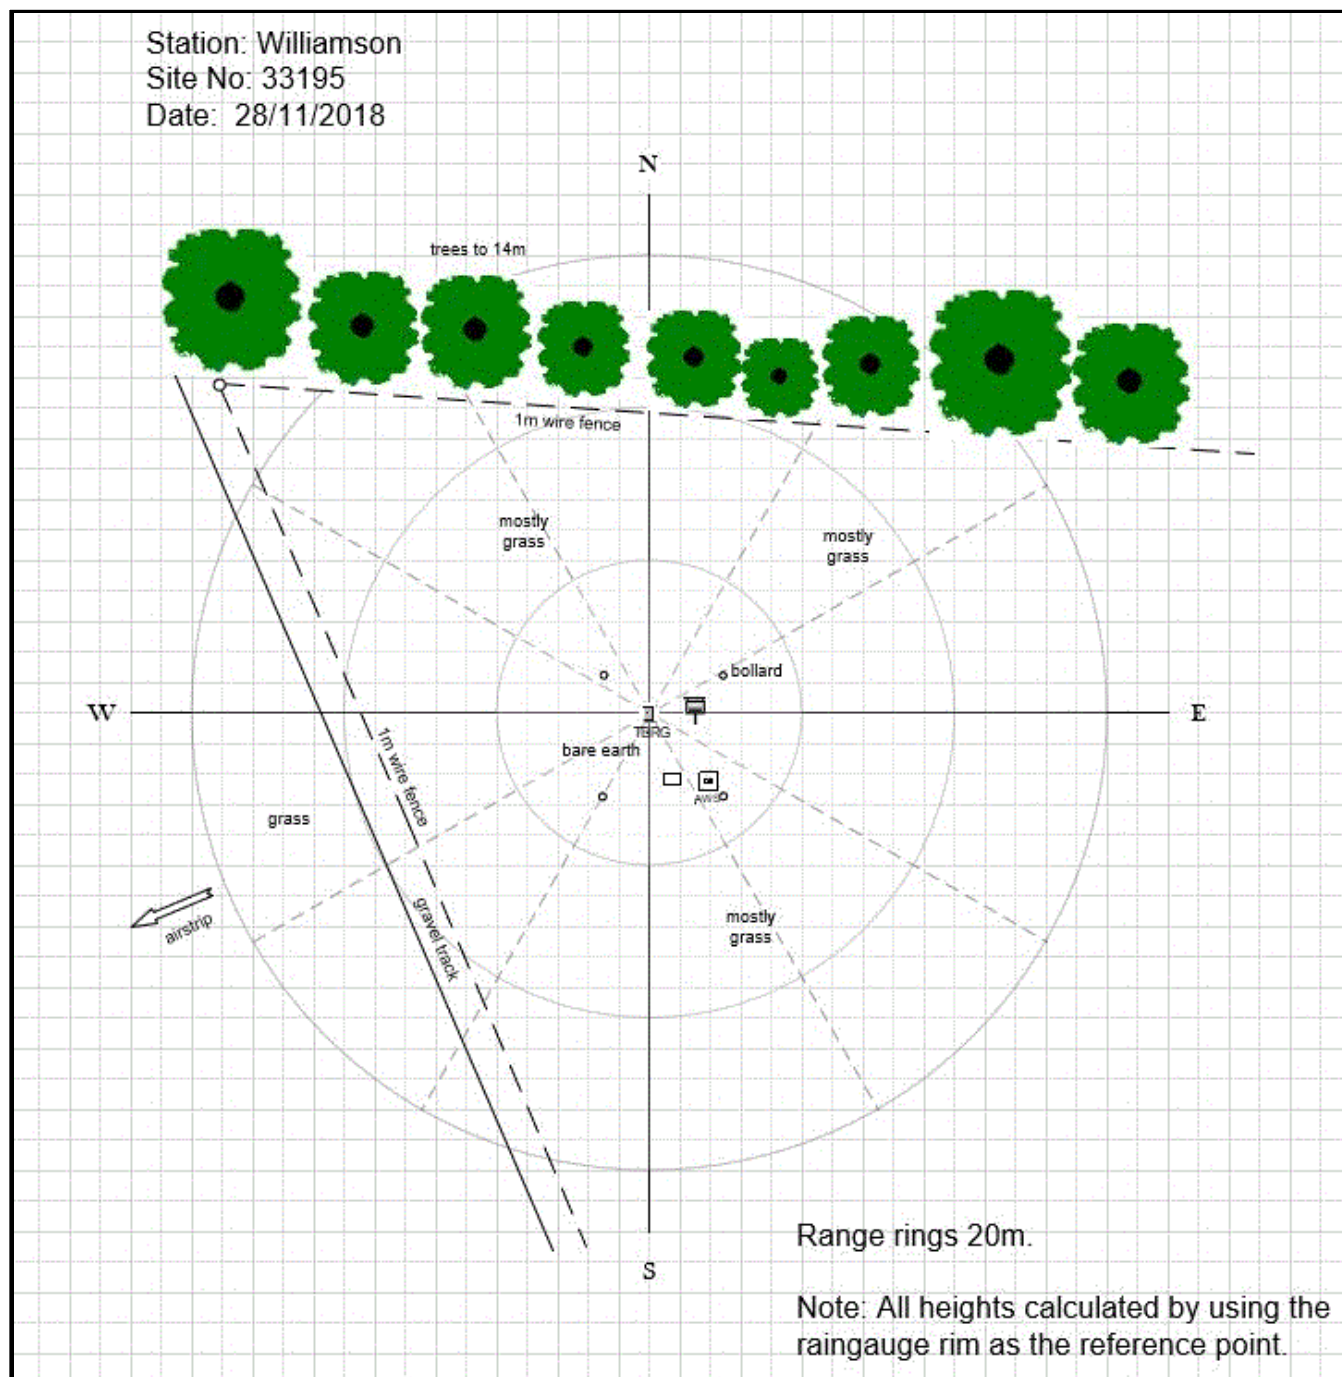 Station: Williamson
Site No: 33195
Date: 28/11/2018
N
trees to 14m
1m wire fence
mostly
grass
mostly
grass
bollard
W
E
TBRG
bare earth
1m wire fence
AWS
grass
gravel track
airstrip
mostly
grass
Range rings 20m.
S
Note: All heights calculated by using the
raingauge rim as the reference point.